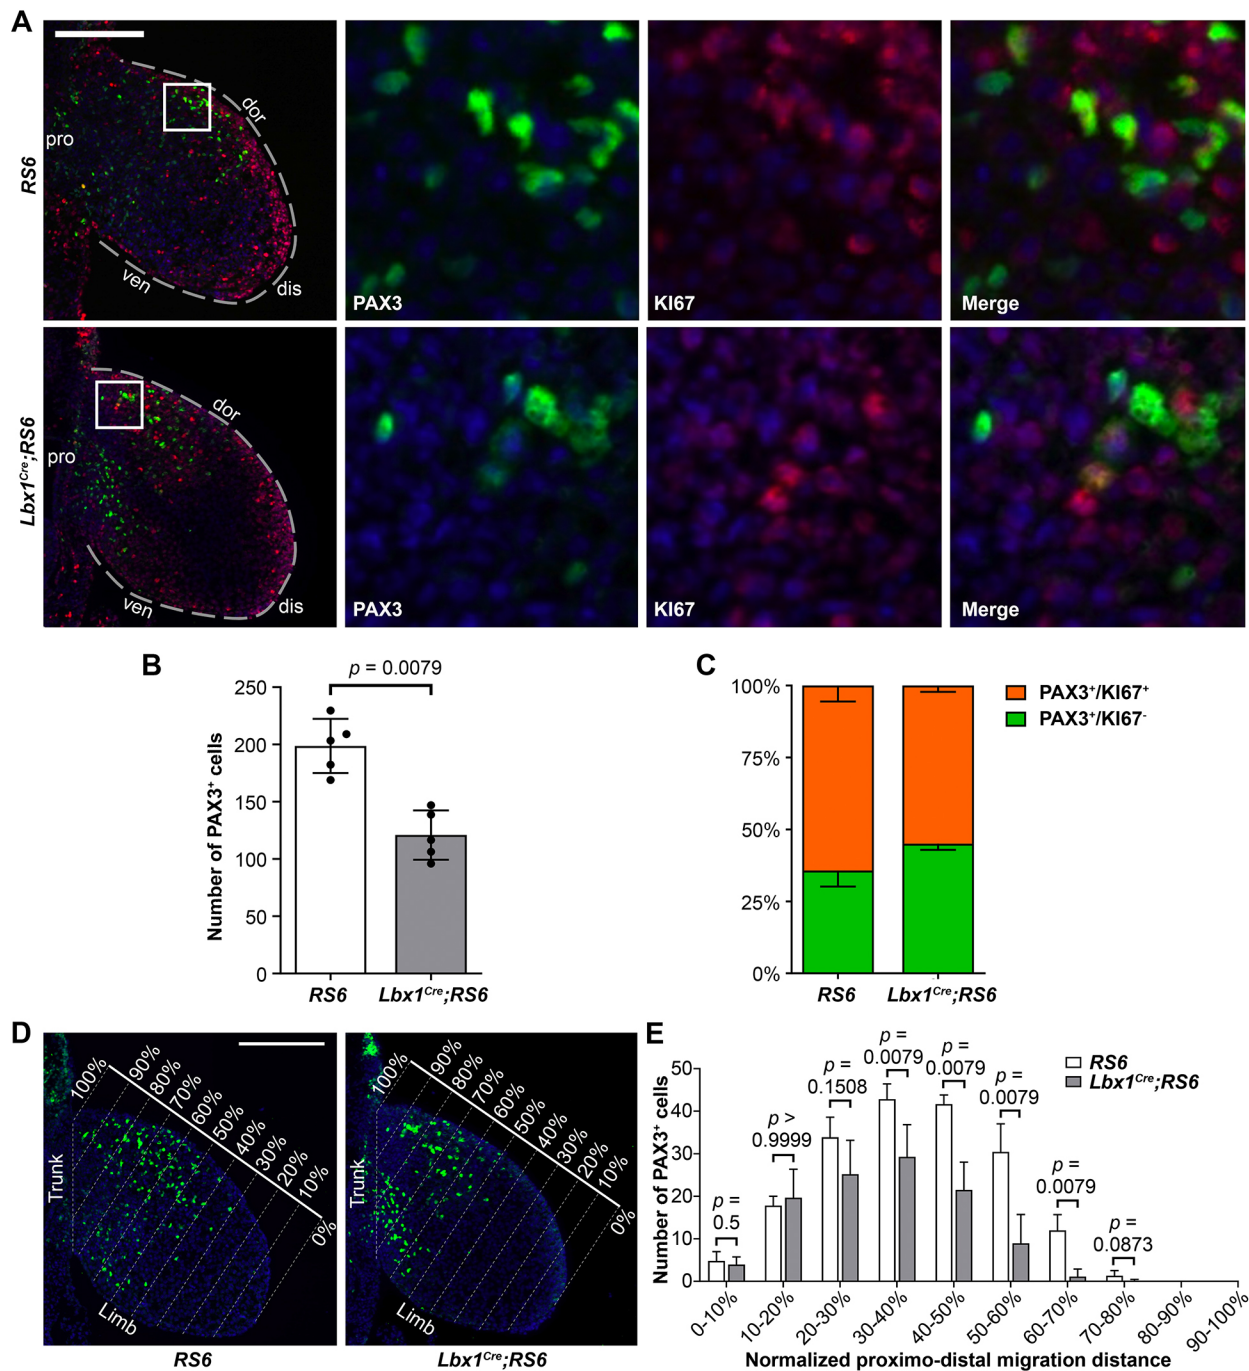 A
RS6
pro
dor
ven
dis
PAX3
KI67
Merge
Lbx1Cre;RS6
pro
dor
ven
dis
PAX3
KI67
Merge
B
p = 0.0079
Number of PAX3+ cells
250
200
150
100
50
0
RS6
Lbx1Cre;RS6
C
100%
75%
50%
25%
0%
PAX3+/KI67+
PAX3+/KI67-
RS6
Lbx1Cre;RS6
D
100%
90%
80%
70%
60%
50%
40%
30%
20%
10%
0%
Trunk
Limb
RS6
100%
90%
80%
70%
60%
50%
40%
30%
20%
10%
0%
Trunk
Limb
Lbx1Cre;RS6
E
Number of PAX3+ cells
50
40
30
20
10
0
p =
0.5
p >
0.9999
p =
0.1508
p =
0.0079
p =
0.0079
p =
0.0079
p =
0.0079
p =
0.0873
RS6
Lbx1Cre;RS6
0-10%
10-20%
20-30%
30-40%
40-50%
50-60%
60-70%
70-80%
80-90%
90-100%
Normalized proximo-distal migration distance